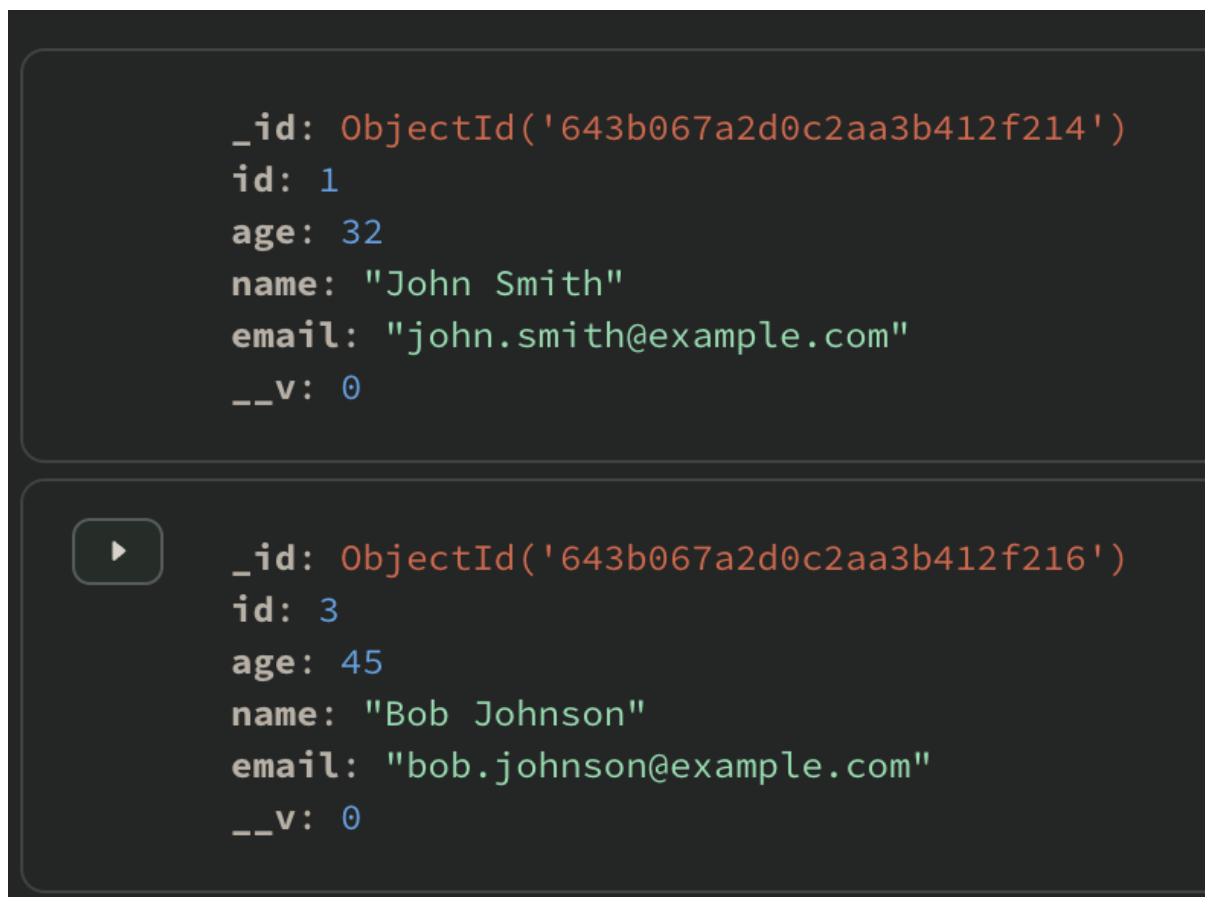 _id: ObjectId('643b067a2d0c2aa3b412f214')
id: 1
age: 32
name: "John Smith"
email: "john.smith@example.com"
__v: 0
_id: ObjectId('643b067a2d0c2aa3b412f216')
id: 3
age: 45
name: "Bob Johnson"
email: "bob.johnson@example.com"
__v: 0